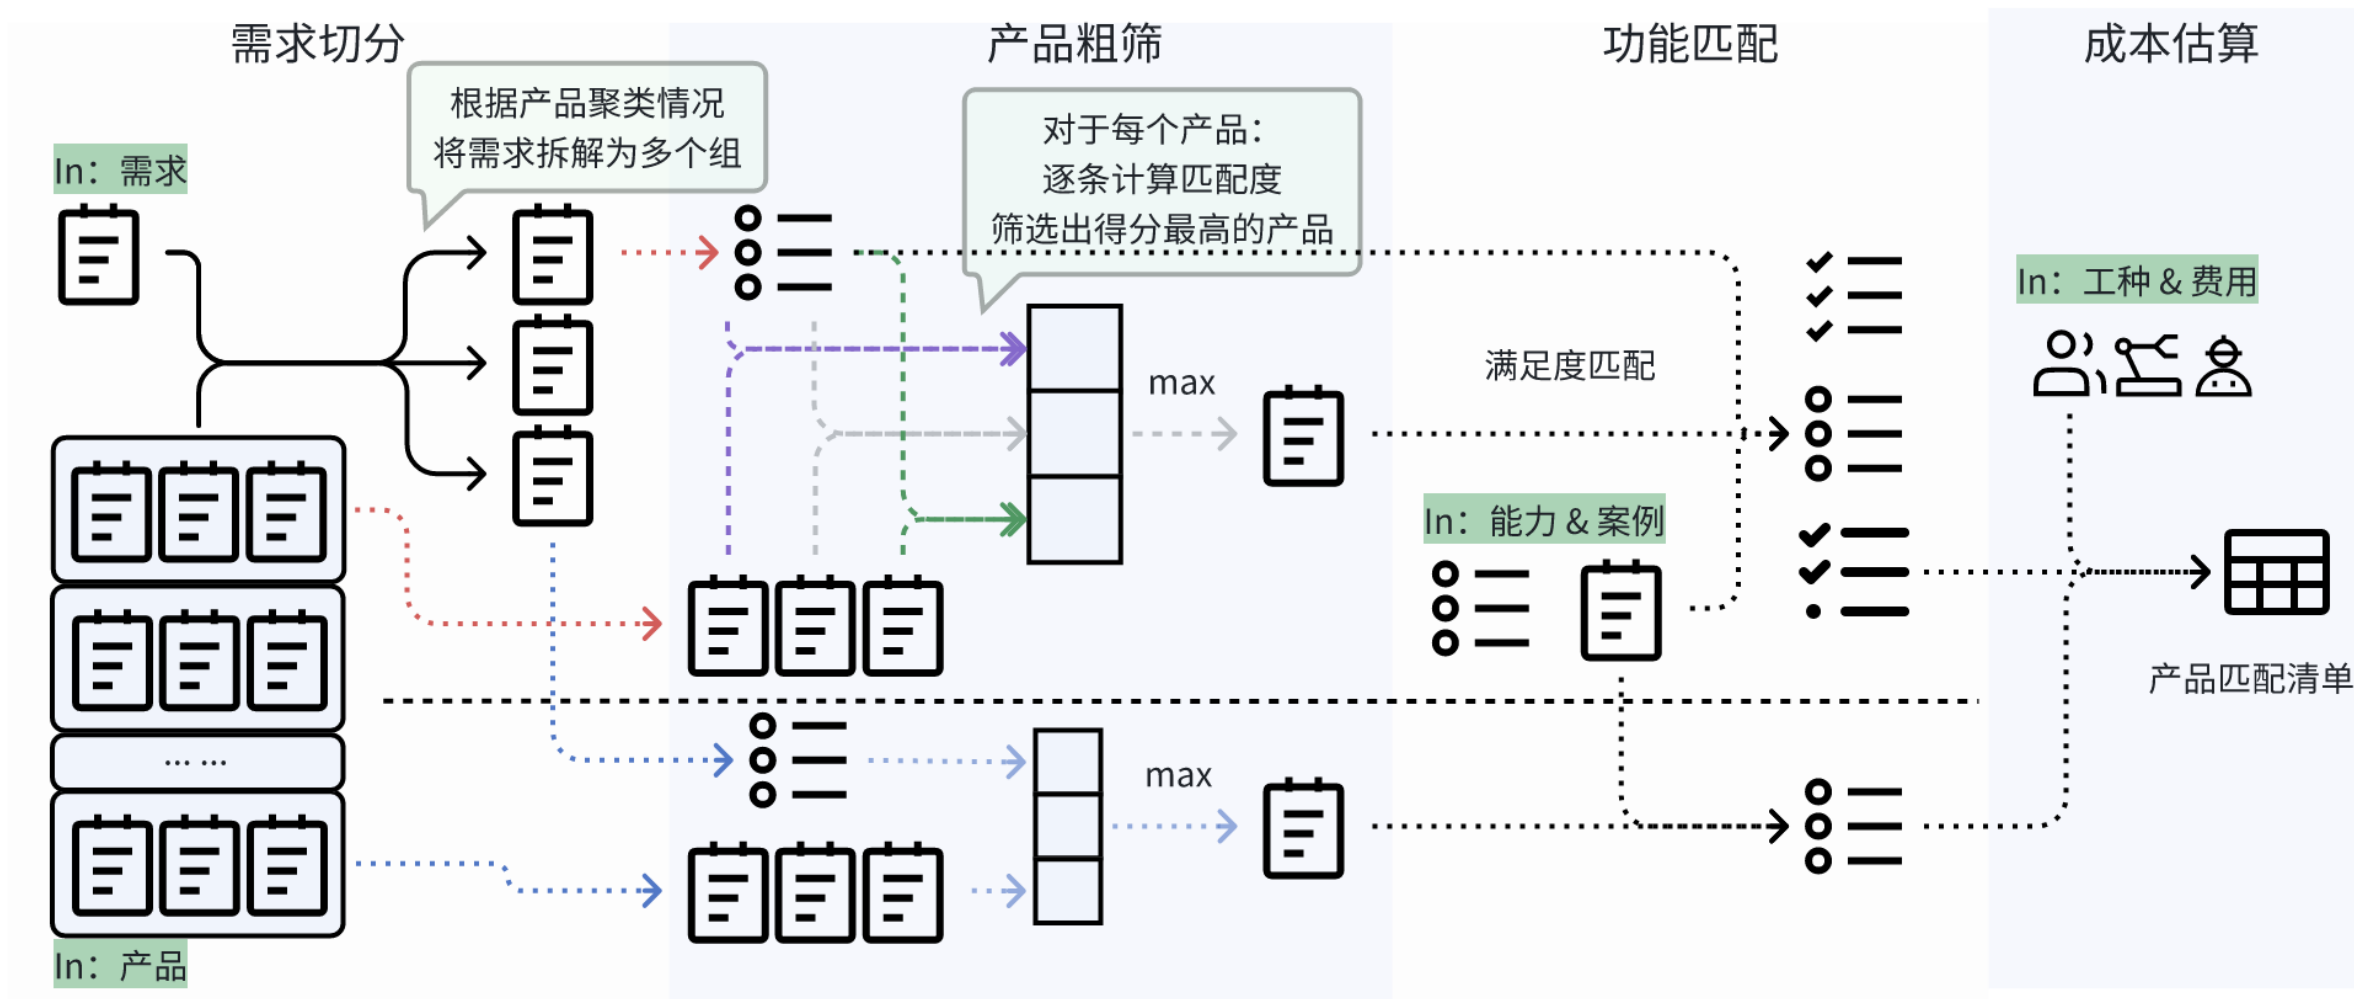 需求切分
产品粗筛
功能匹配
成本估算
根据产品聚类情况
将需求拆解为多个组
对于每个产品：
逐条计算匹配度
筛选出得分最高的产品
In：需求
In：工种 & 费用
满足度匹配
max
In：能力 & 案例
产品匹配清单
... ...
max
In：产品